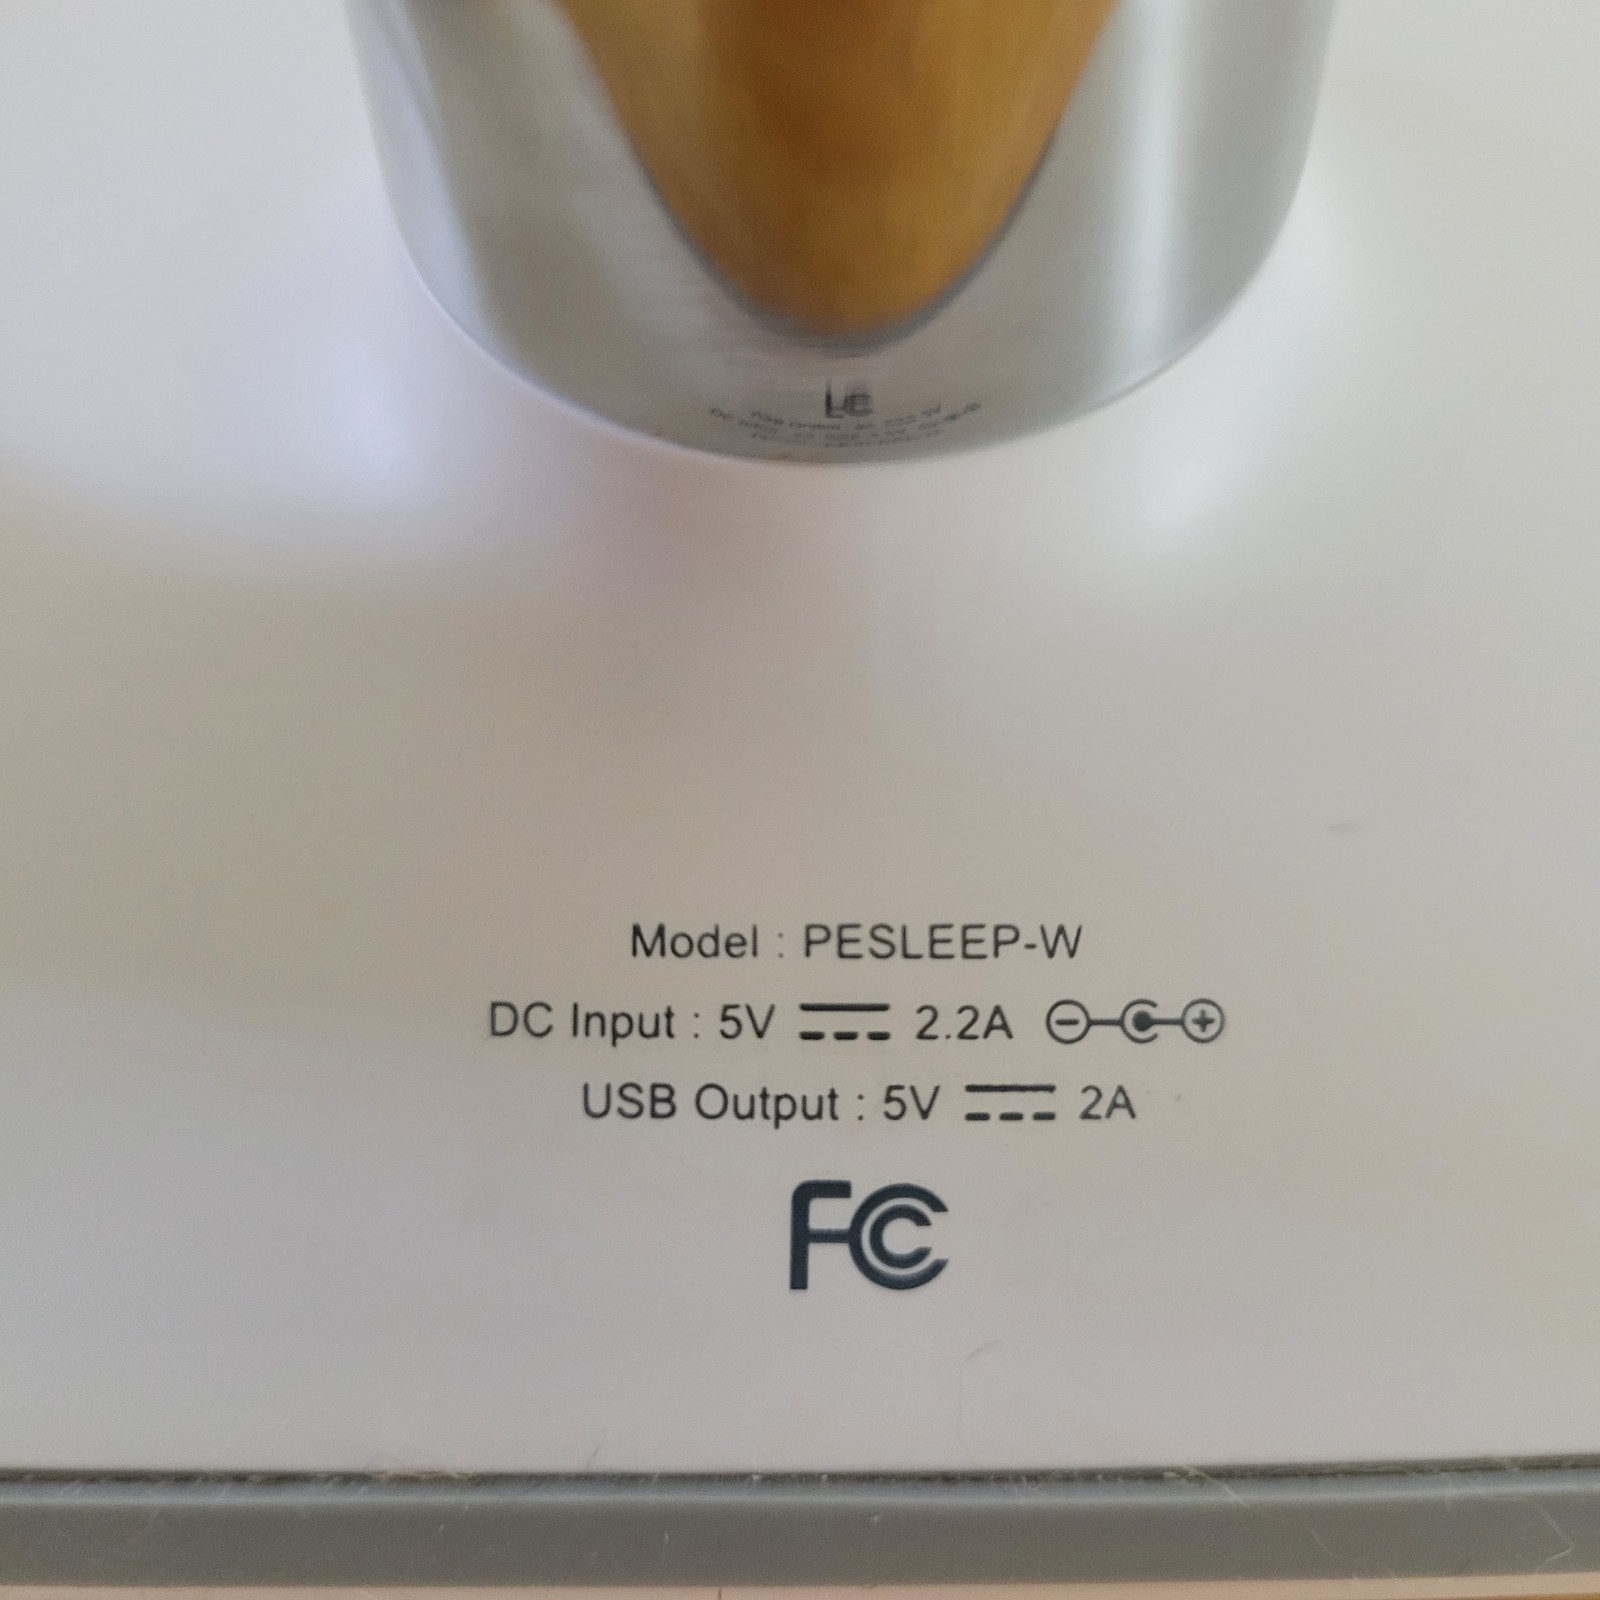 Model : PESLEEP-W
DC Input : 5V 2.2A
USB Output : 5V 2A
FC